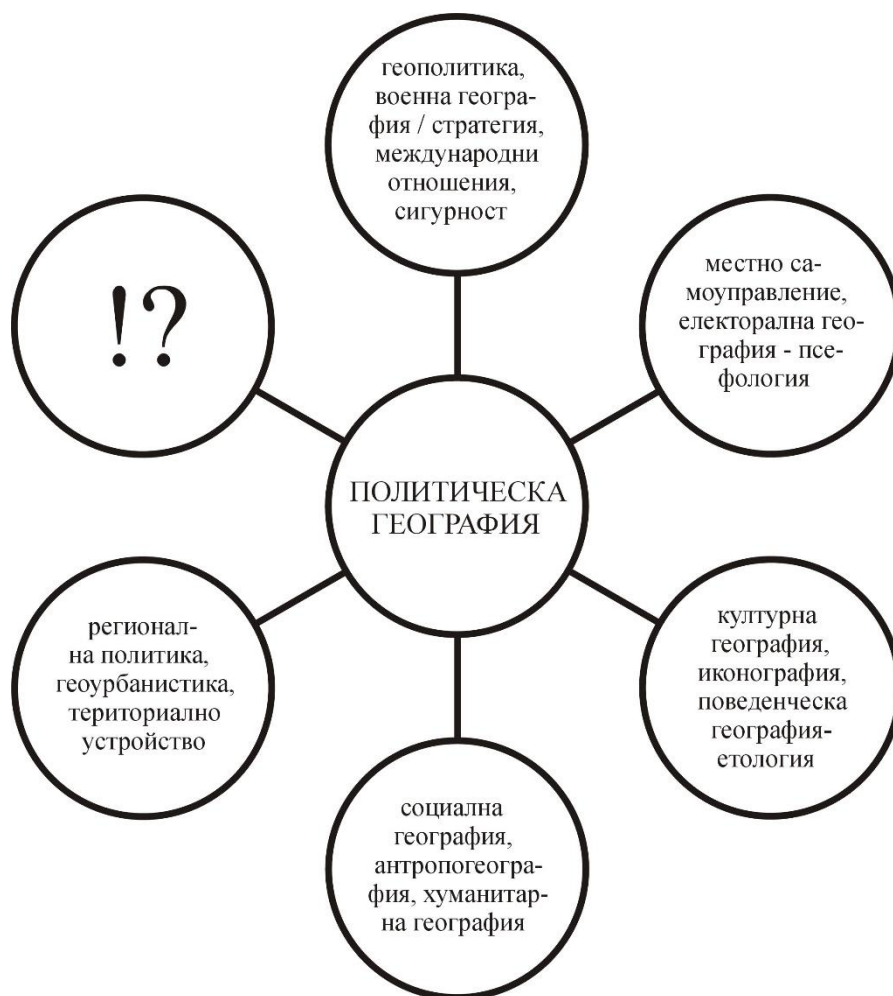 геополитика,
военна геогра-
фия / стратегия,
международни
отношения,
сигурност
!?
местно са-
моуправление,
електорална гео-
графия - псе-
фология
ПОЛИТИЧЕСКА
ГЕОГРАФИЯ
регионал-
на политика,
геоурбанистика,
териториално
устройство
културна
география,
иконография,
поведенческа
география-
етология
социална
география,
антропогеогра-
фия, хуманитар-
на география